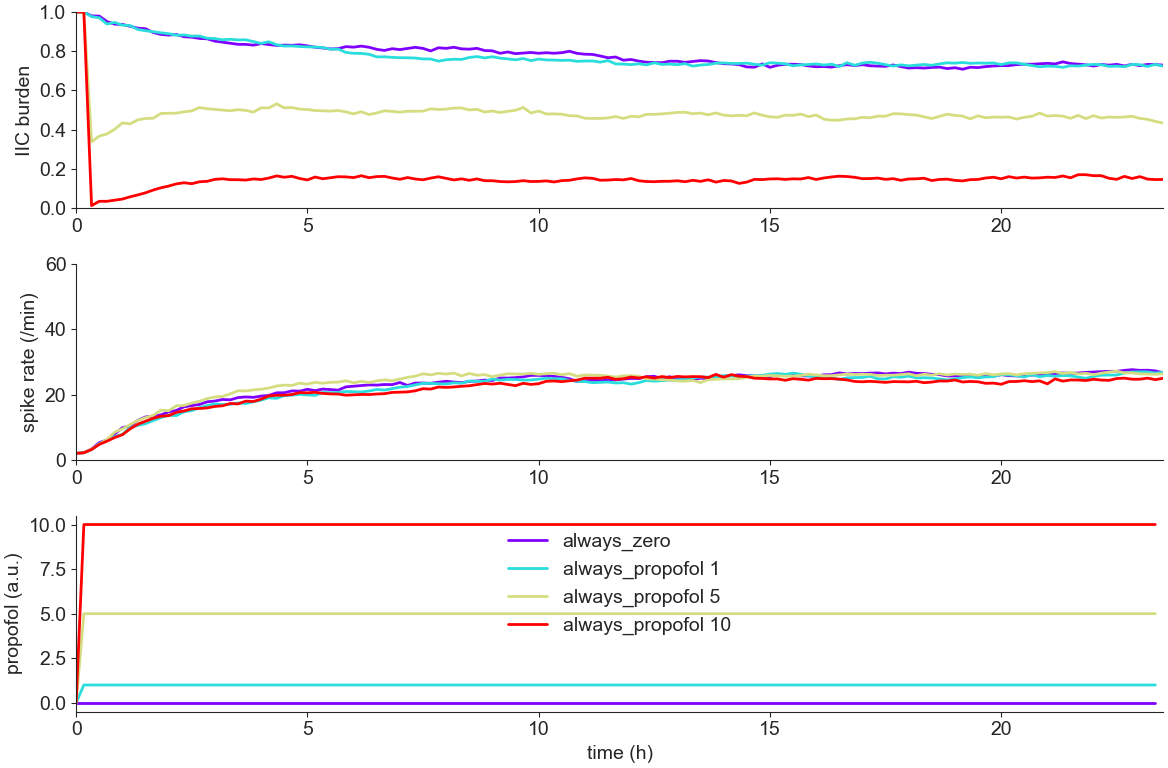 1.0
0.8
0.6
0.4
0.2
0.0
IIC burden
0 5 10 15 20
60
40
20
0
spike rate (/min)
0 5 10 15 20
10.0
7.5
5.0
2.5
0.0
propofol (a.u.)
always_zero
always_propofol 1
always_propofol 5
always_propofol 10
0 5 10 15 20
time (h)